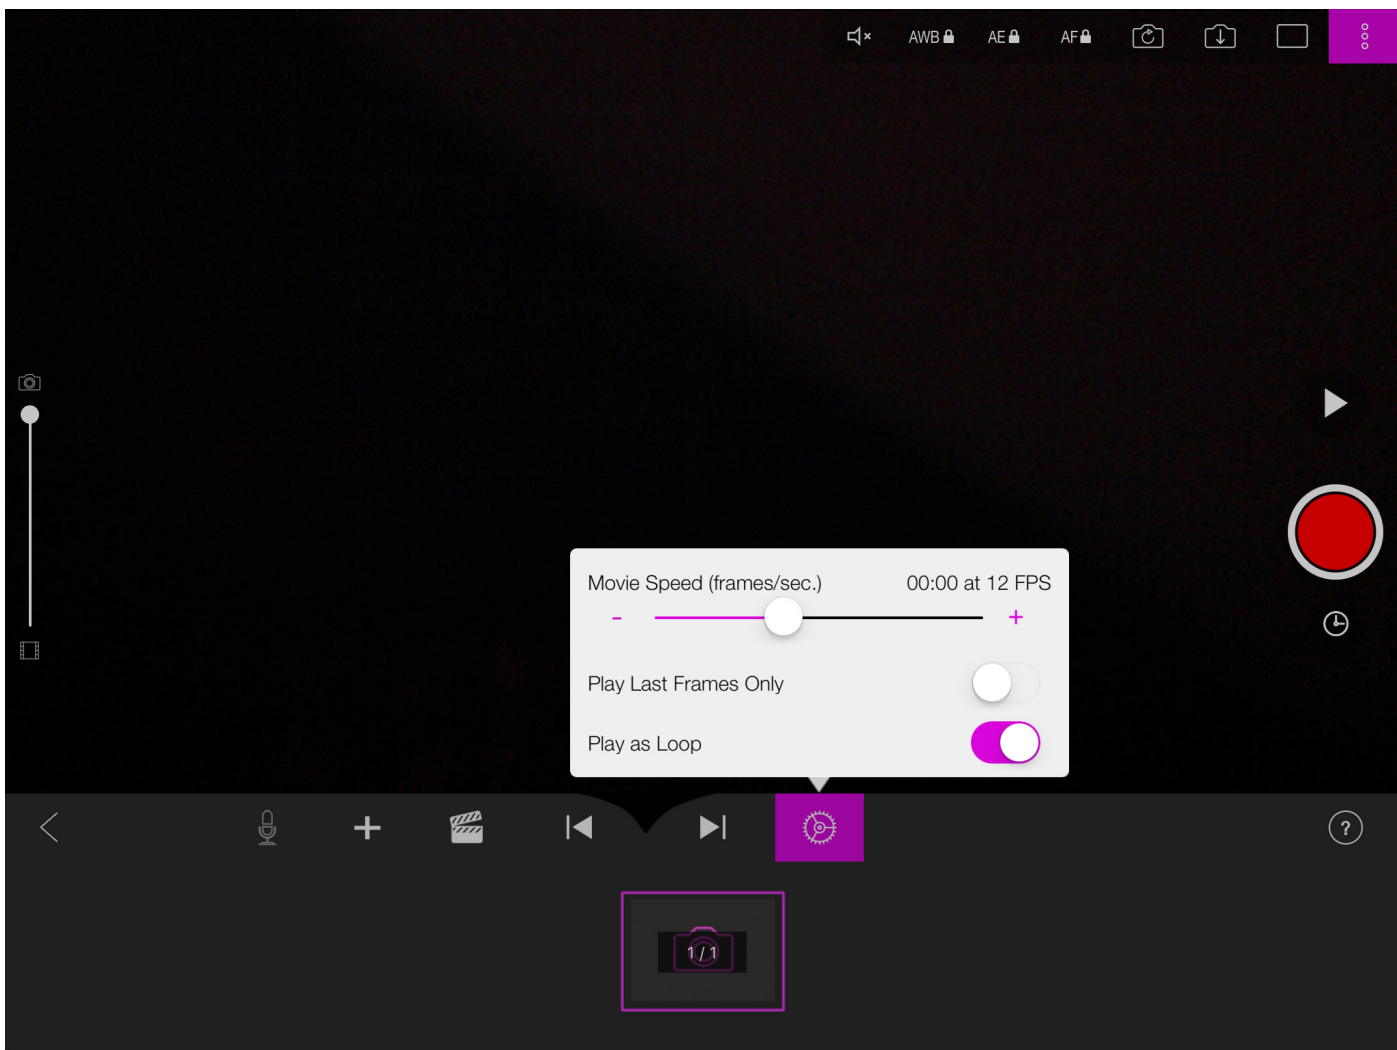 AWB AE AF
Movie Speed (frames/sec.) 00:00 at 12 FPS
- +
Play Last Frames Only
Play as Loop
?
1/1